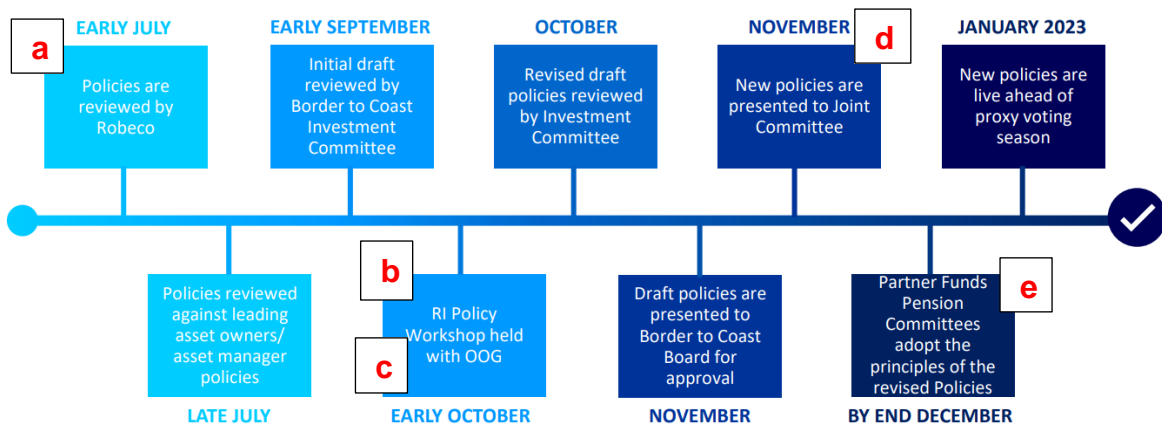 a
EARLY JULY
Policies are
reviewed by
Robeco
EARLY SEPTEMBER
Initial draft
reviewed by
Border to Coast
Investment
Committee
OCTOBER
Revised draft
policies reviewed
by Investment
Committee
NOVEMBER
d
New policies are
presented to Joint
Committee
JANUARY 2023
New policies are
live ahead of
proxy voting
season
Policies reviewed
against leading
asset owners/
asset manager
policies
LATE JULY
b
c
RI Policy
Workshop held
with OOG
EARLY OCTOBER
Draft policies are
presented to
Border to Coast
Board for
approval
NOVEMBER
e
Partner Funds
Pension
Committees
adopt the
principles of the
revised Policies
BY END DECEMBER